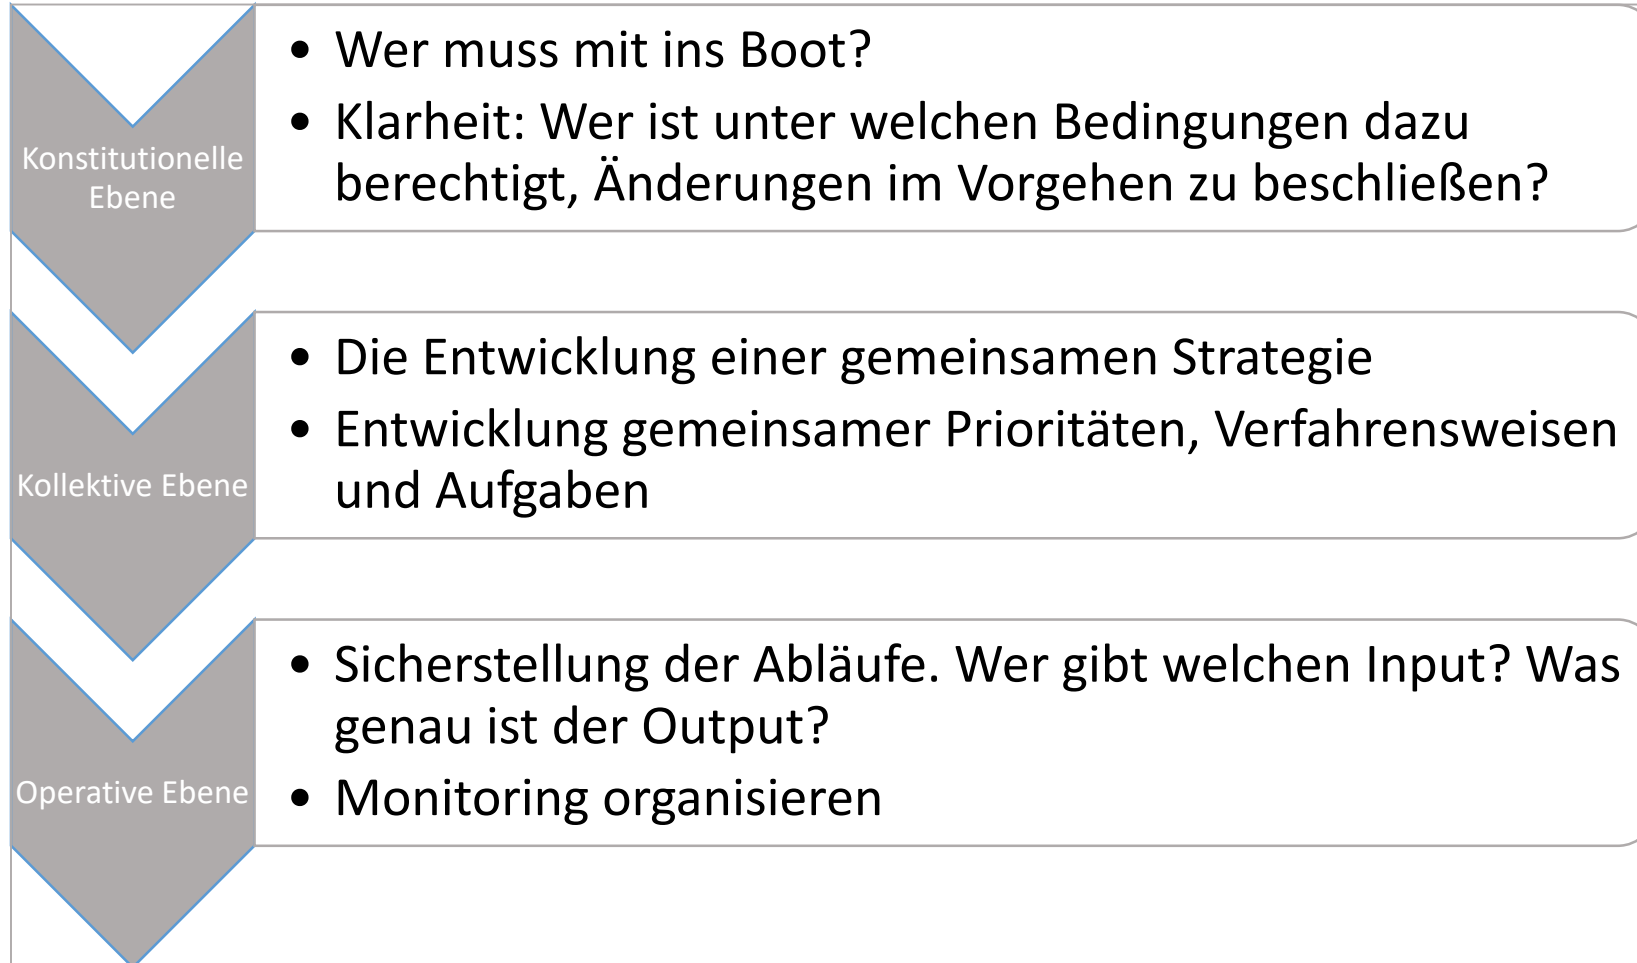 Konstitutionelle
Ebene
• Wer muss mit ins Boot?
• Klarheit: Wer ist unter welchen Bedingungen dazu
berechtigt, Änderungen im Vorgehen zu beschließen?
Kollektive Ebene
• Die Entwicklung einer gemeinsamen Strategie
• Entwicklung gemeinsamer Prioritäten, Verfahrensweisen
und Aufgaben
Operative Ebene
• Sicherstellung der Abläufe. Wer gibt welchen Input? Was
genau ist der Output?
• Monitoring organisieren